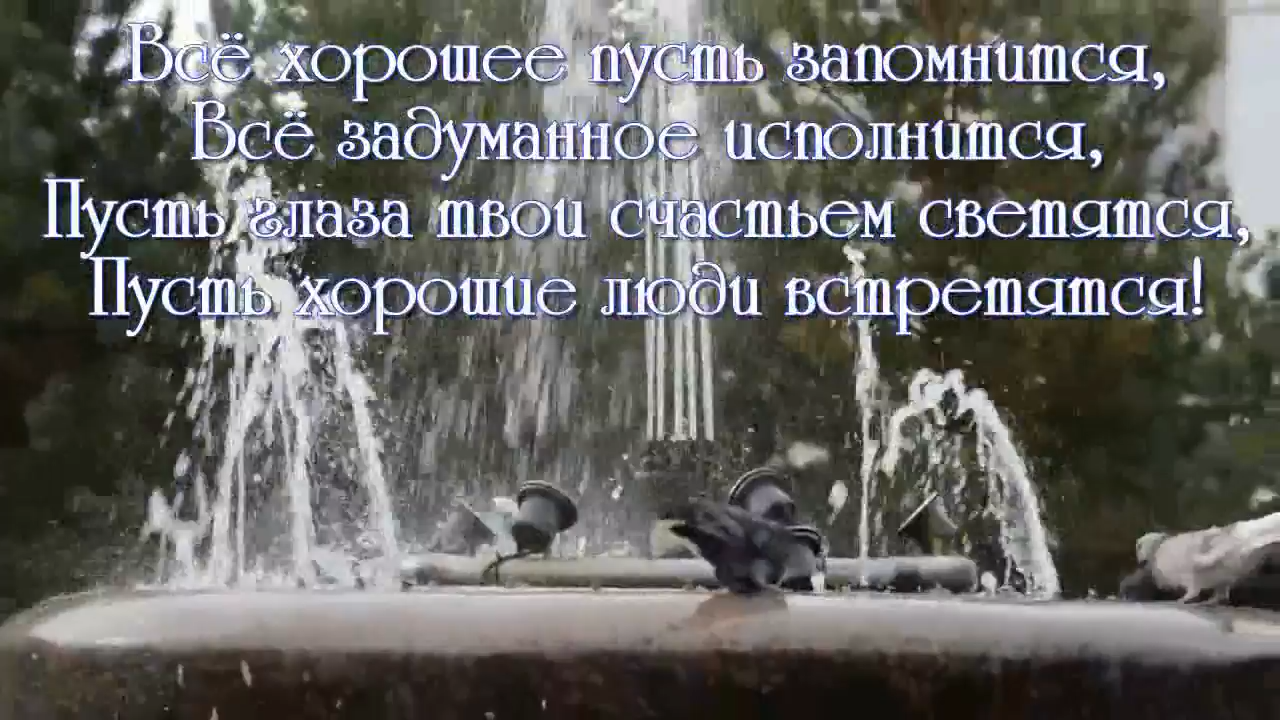 Всё хорошее пусть запомнится,
Всё задуманное исполнится,
Пусть глаза твои счастьем светятся,
Пусть хорошие люди встретятся!